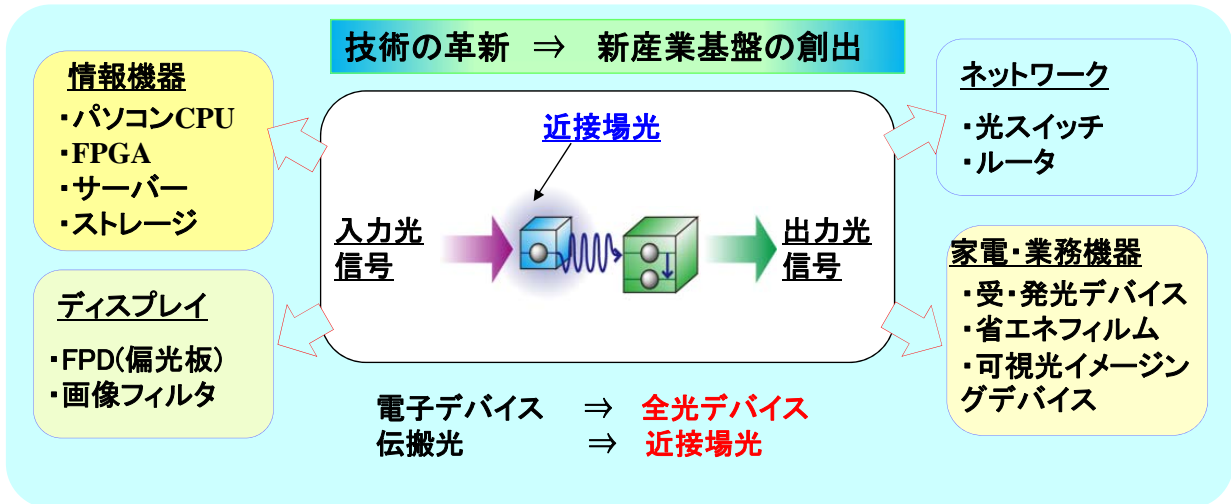 技術の革新 ⇒ 新産業基盤の創出
情報機器
・パソコンCPU
・FPGA
・サーバー
・ストレージ
ディスプレイ
・FPD(偏光板)
・画像フィルタ
近接場光
入力光
信号
出力光
信号
ネットワーク
・光スイッチ
・ルータ
家電・業務機器
・受・発光デバイス
・省エネフィルム
・可視光イメージン
グデバイス
電子デバイス ⇒ 全光デバイス
伝搬光 ⇒ 近接場光